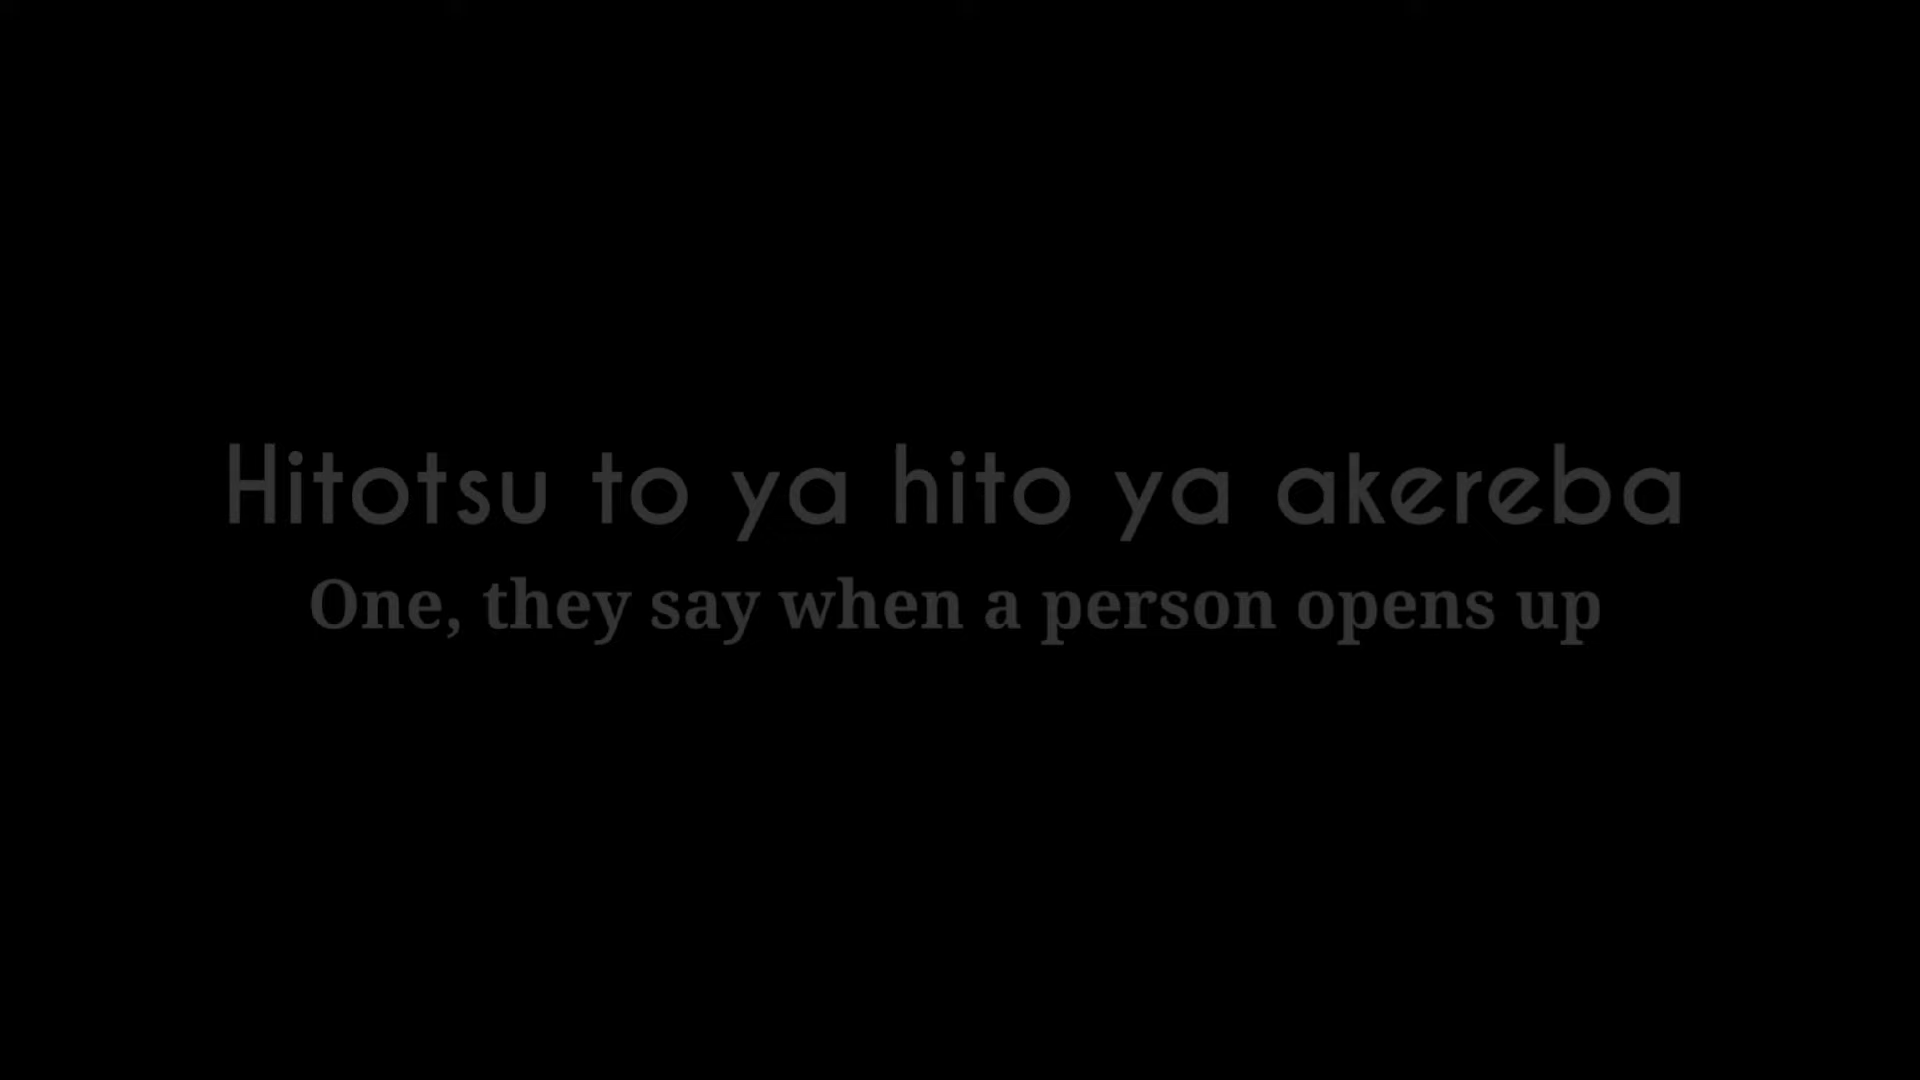 Hitotsu to ya hito ya akereba
One, they say when a person opens up